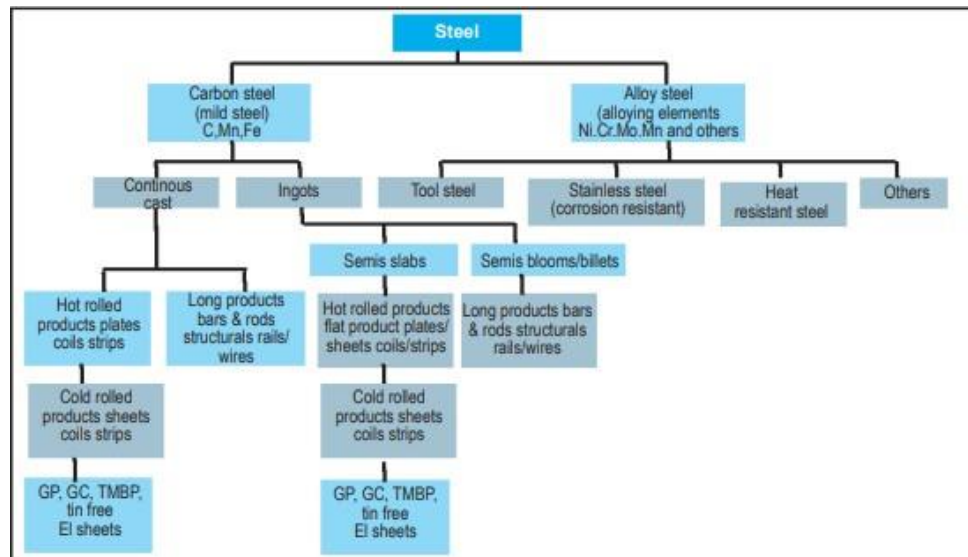 Steel
Carbon steel
(mild steel)
C,Mn,Fe
Alloy steel
(alloying elements
Ni.Cr.Mo.Mn and others
Continous
cast
Ingots
Tool steel
Stainless steel
(corrosion resistant)
Heat
resistant steel
Others
Semis slabs
Semis blooms/billets
Hot rolled
products plates
coils strips
Long products
bars & rods
structurals rails/
wires
Hot rolled products
flat product plates/
sheets coils/strips
Long products bars
& rods structurals
rails/wires
Cold rolled
products sheets
coils strips
Cold rolled
products sheets
coils strips
GP, GC, TMBP,
tin free
El sheets
GP, GC, TMBP,
tin free
El sheets